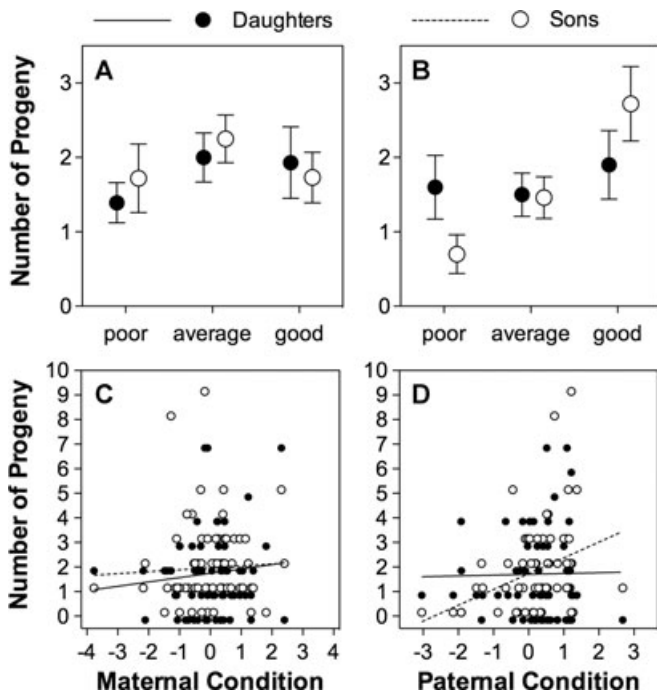 Daughters Sons
A
B
Number of Progeny
3
2
1
0
3
2
1
0
poor average good
poor average good
C
D
Number of Progeny
10
9
8
7
6
5
4
3
2
1
0
10
9
8
7
6
5
4
3
2
1
0
-4 -3 -2 -1 0 1 2 3 4
-3 -2 -1 0 1 2 3
Maternal Condition
Paternal Condition